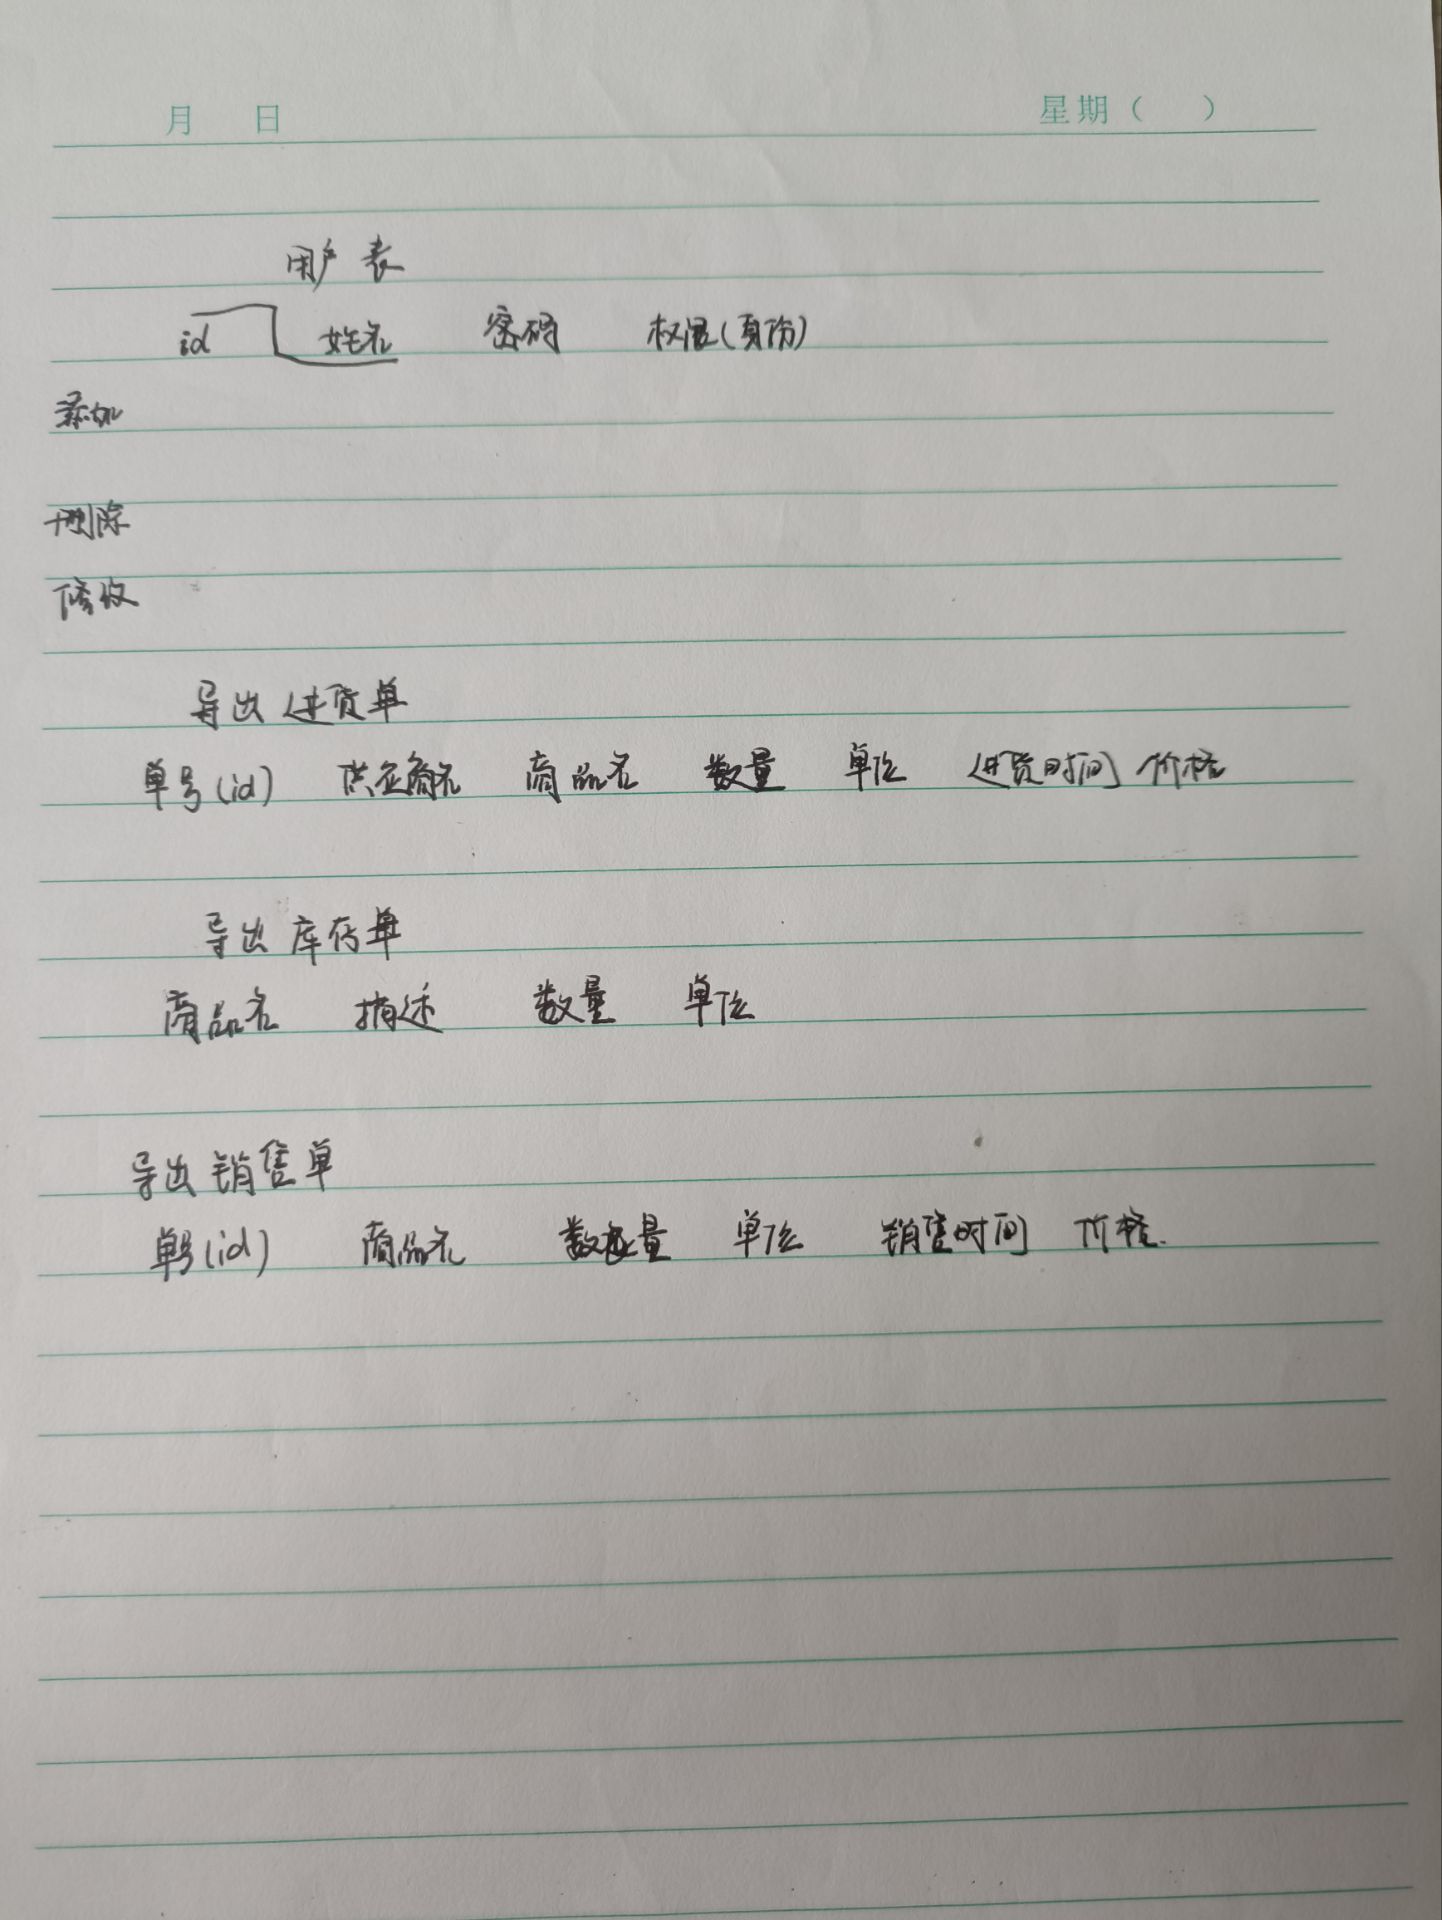 月 日 星期( )
用户表
id 姓名 密码 权限(身份)
添加
删除
修改
导出进货单
单号(id) 供应商名 商品名 数量 单位 进货时间 价格
导出库存单
商品名 描述 数量 单位
导出销售单
单号(id) 商品名 数量 单位 销售时间 价格.